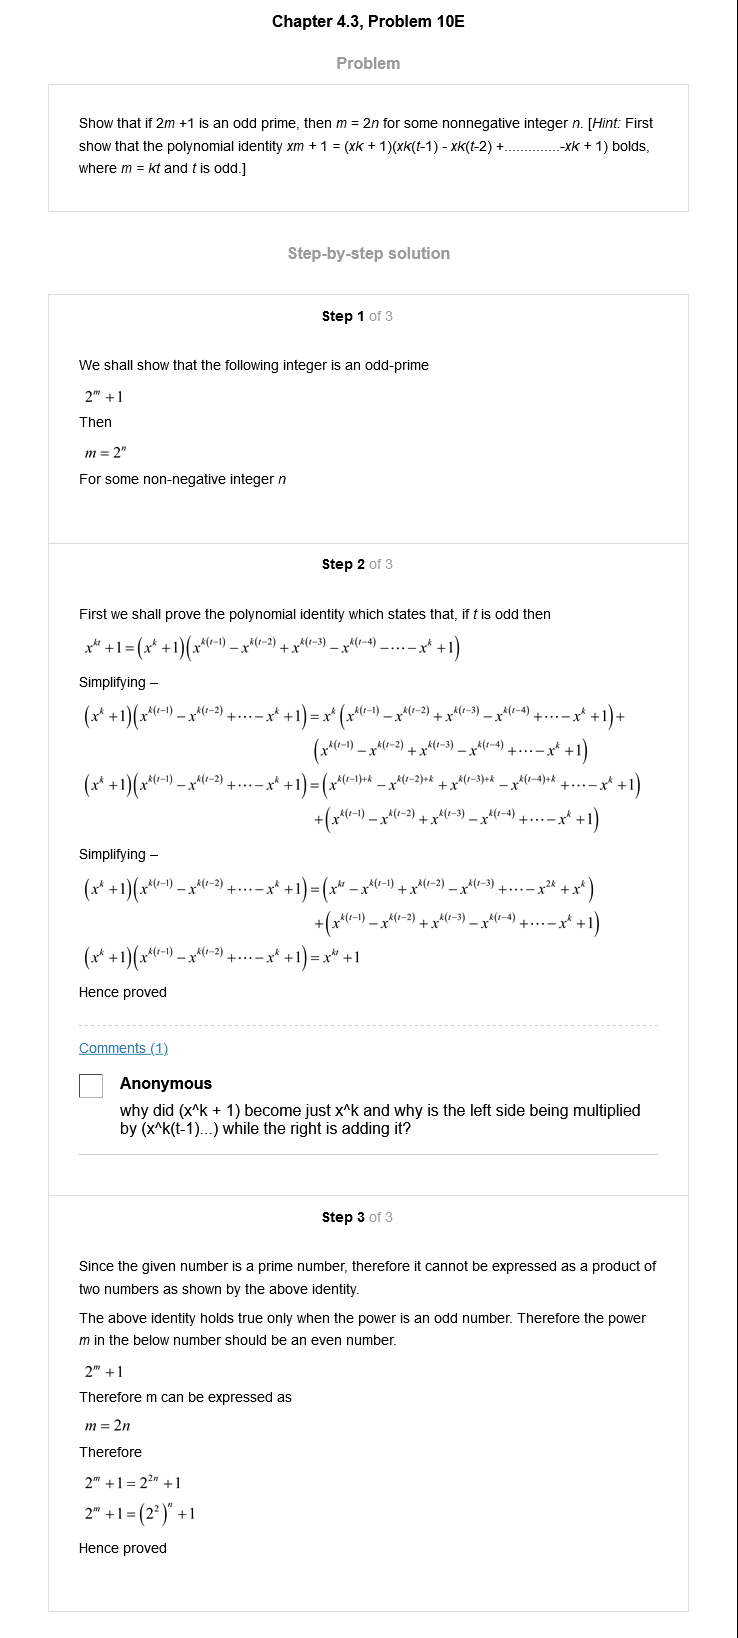 Chapter 4.3, Problem 10E
Problem
Show that if 2m +1 is an odd prime, then m = 2n for some nonnegative integer n. [Hint: First
show that the polynomial identity xm + 1 = (xk + 1)(xk(t-1) - xk(t-2) +..............-xk + 1) bolds,
where m = kt and t is odd.]
Step-by-step solution
Step 1 of 3
We shall show that the following integer is an odd-prime
2^m + 1
Then
m = 2^n
For some non-negative integer n
Step 2 of 3
First we shall prove the polynomial identity which states that, if t is odd then
x^{kt} + 1 = (x^k + 1)(x^{k(t-1)} - x^{k(t-2)} + x^{k(t-3)} - x^{k(t-4)} - ⋯ - x^k + 1)
Simplifying –
(x^k + 1)(x^{k(t-1)} - x^{k(t-2)} + ⋯ - x^k + 1) = x^k (x^{k(t-1)} - x^{k(t-2)} + x^{k(t-3)} - x^{k(t-4)} + ⋯ - x^k + 1) +
(x^{k(t-1)} - x^{k(t-2)} + x^{k(t-3)} - x^{k(t-4)} + ⋯ - x^k + 1)
(x^k + 1)(x^{k(t-1)} - x^{k(t-2)} + ⋯ - x^k + 1) = (x^{k(t-1)+k} - x^{k(t-2)+k} + x^{k(t-3)+k} - x^{k(t-4)+k} + ⋯ - x^k + 1)
+ (x^{k(t-1)} - x^{k(t-2)} + x^{k(t-3)} - x^{k(t-4)} + ⋯ - x^k + 1)
Simplifying –
(x^k + 1)(x^{k(t-1)} - x^{k(t-2)} + ⋯ - x^k + 1) = (x^{kt} - x^{k(t-1)} + x^{k(t-2)} - x^{k(t-3)} + ⋯ - x^{2k} + x^k)
+ (x^{k(t-1)} - x^{k(t-2)} + x^{k(t-3)} - x^{k(t-4)} + ⋯ - x^k + 1)
(x^k + 1)(x^{k(t-1)} - x^{k(t-2)} + ⋯ - x^k + 1) = x^{kt} + 1
Hence proved
Comments (1)
Anonymous
why did (x^k + 1) become just x^k and why is the left side being multiplied
by (x^k(t-1)...) while the right is adding it?
Step 3 of 3
Since the given number is a prime number, therefore it cannot be expressed as a product of
two numbers as shown by the above identity.
The above identity holds true only when the power is an odd number. Therefore the power
m in the below number should be an even number.
2^m + 1
Therefore m can be expressed as
m = 2n
Therefore
2^m + 1 = 2^{2n} + 1
2^m + 1 = (2^2)^n + 1
Hence proved